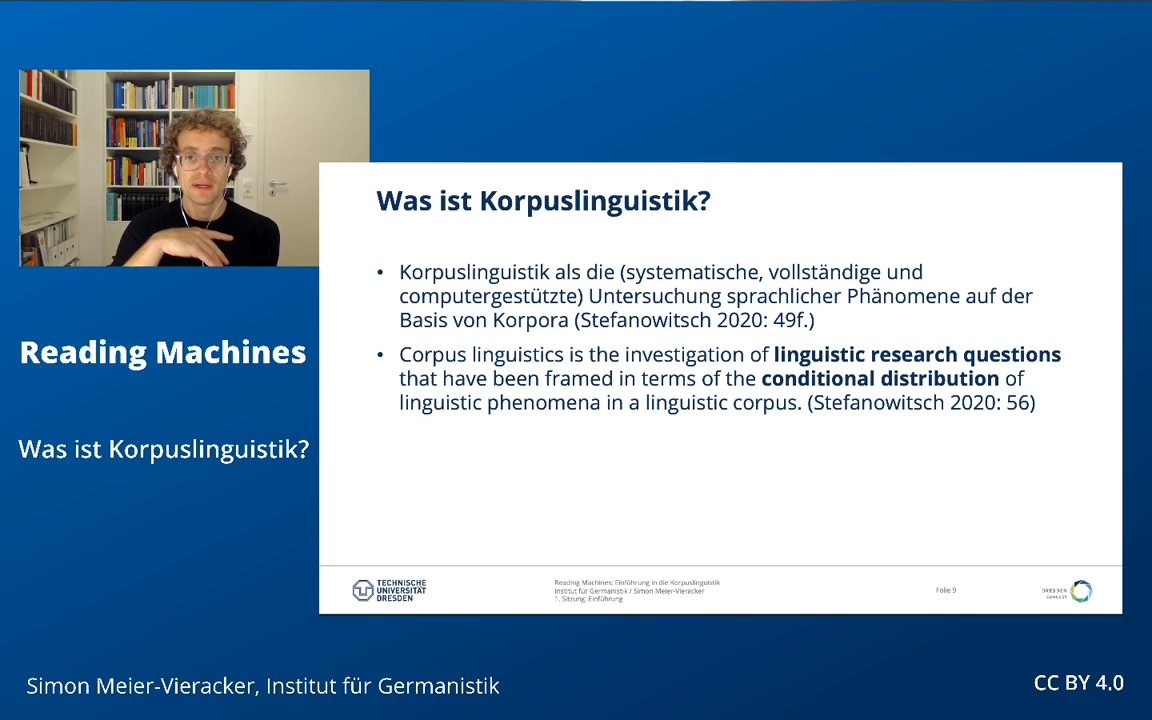 Reading Machines
Was ist Korpuslinguistik?
Was ist Korpuslinguistik?
• Korpuslinguistik als die (systematische, vollständige und
computergestützte) Untersuchung sprachlicher Phänomene auf der
Basis von Korpora (Stefanowitsch 2020: 49f.)
• Corpus linguistics is the investigation of linguistic research questions
that have been framed in terms of the conditional distribution of
linguistic phenomena in a linguistic corpus. (Stefanowitsch 2020: 56)
TECHNISCHE
UNIVERSITÄT
DRESDEN
Reading Machines: Einführung in die Korpuslinguistik
Institut für Germanistik / Simon Meier-Vieracker
1. Sitzung: Einführung
Folie 9
DRESDEN
concept
Simon Meier-Vieracker, Institut für Germanistik
CC BY 4.0